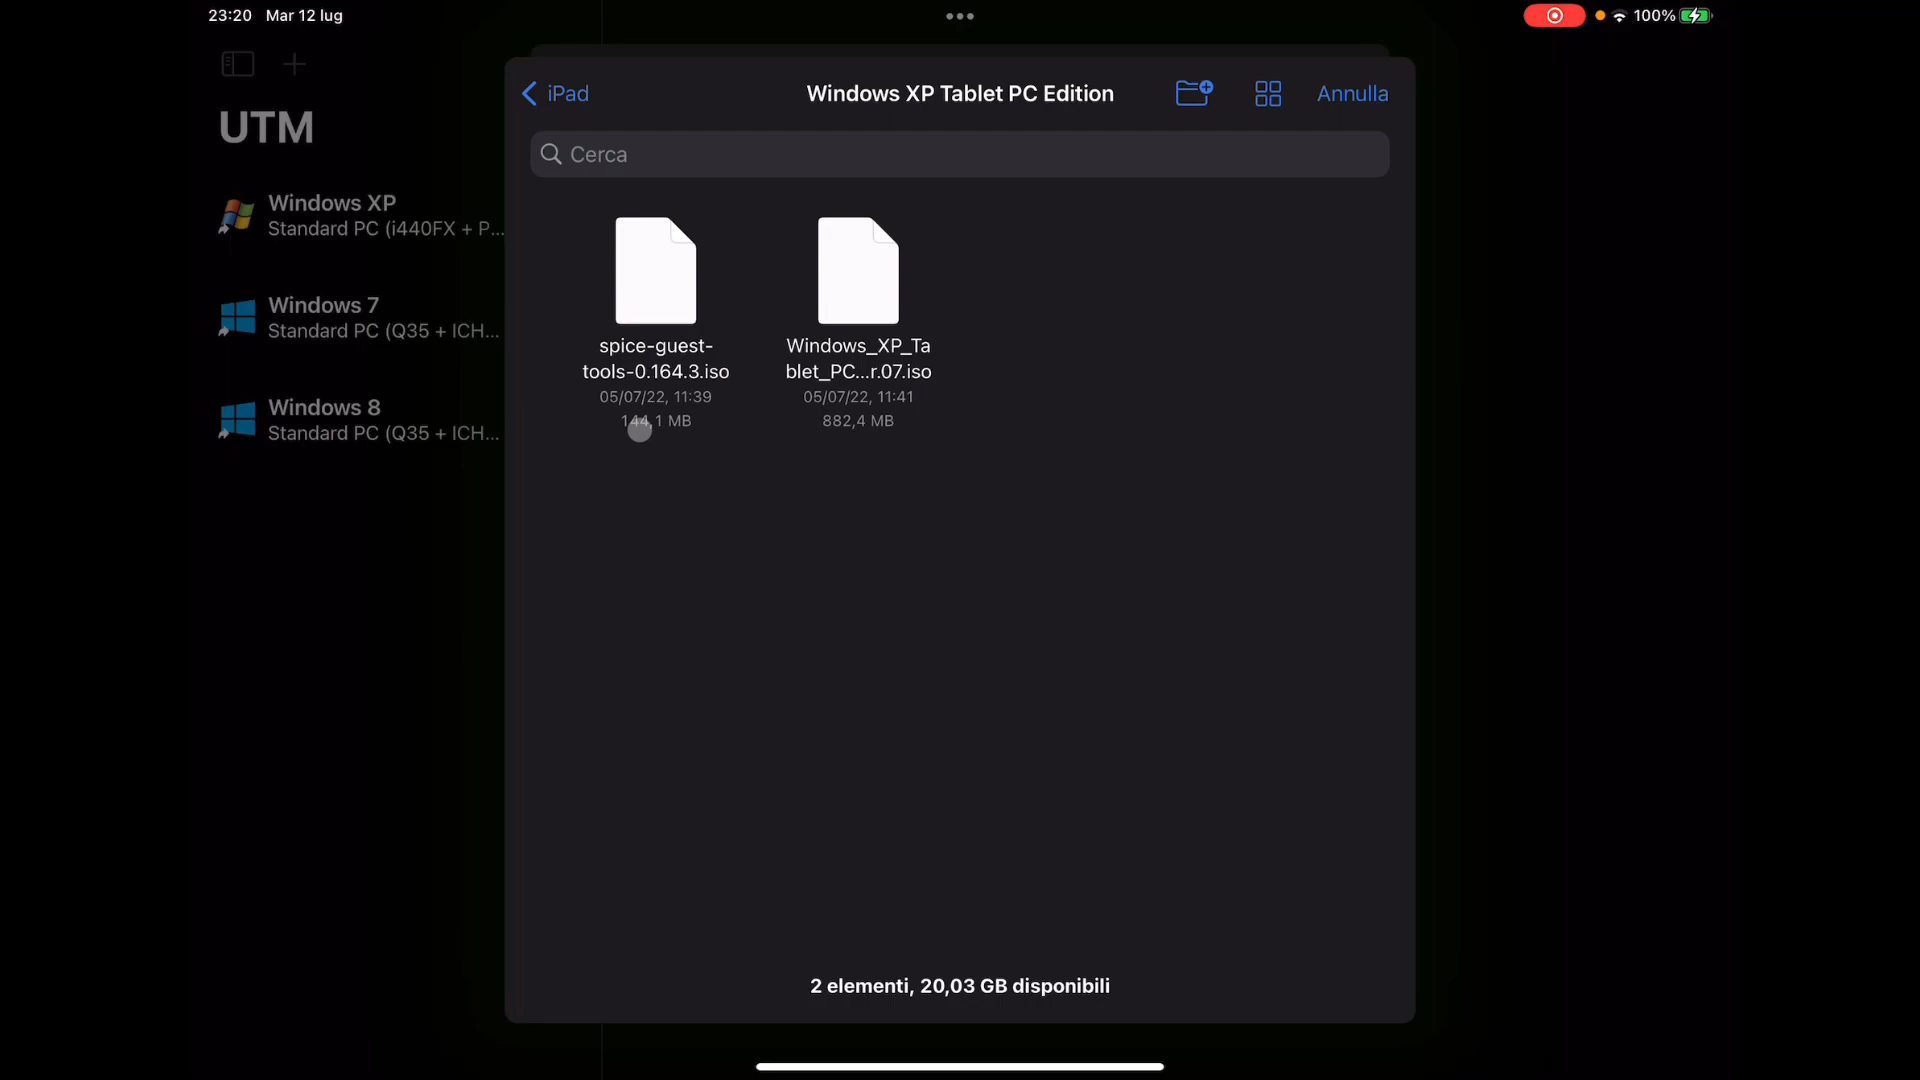 23:20 Mar 12 lug
100%
UTM
Windows XP
Standard PC (i440FX + P...
Windows 7
Standard PC (Q35 + ICH...
Windows 8
Standard PC (Q35 + ICH...
iPad
Windows XP Tablet PC Edition
Annulla
Cerca
spice-guest-
tools-0.164.3.iso
05/07/22, 11:39
144,1 MB
Windows_XP_Ta
blet_PC...r.07.iso
05/07/22, 11:41
882,4 MB
2 elementi, 20,03 GB disponibili